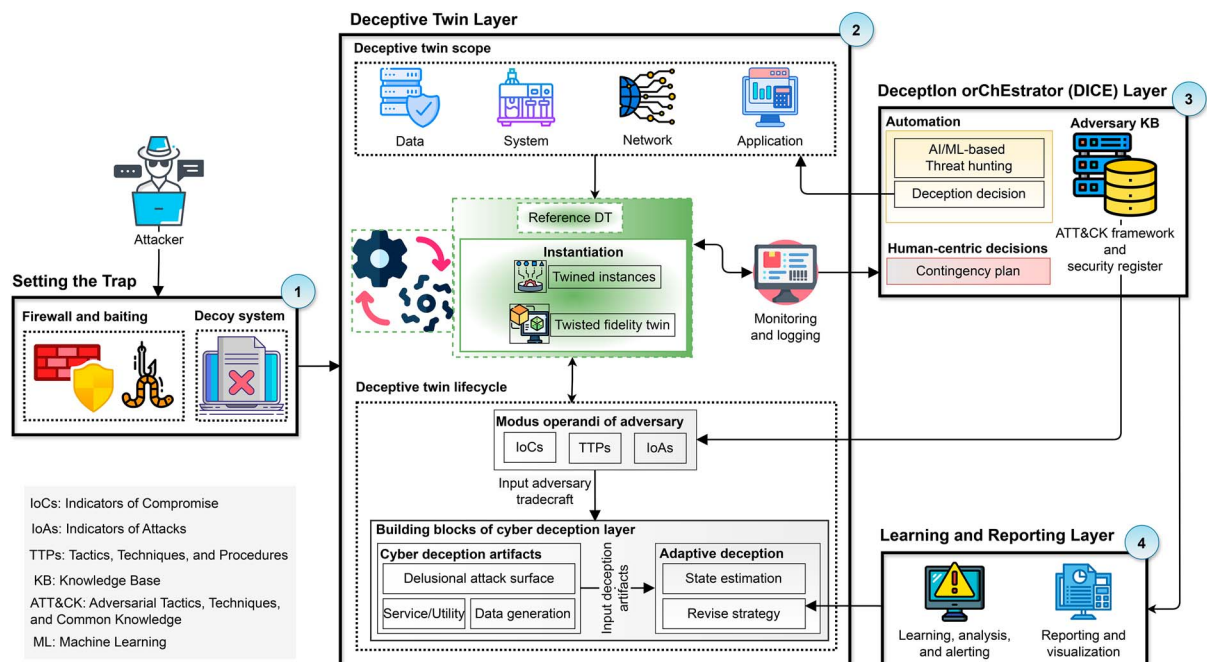 Deceptive Twin Layer
2
Deceptive twin scope
Data
System
Network
Application
DeceptIon orChEstrator (DICE) Layer
3
Automation
AI/ML-based
Threat hunting
Deception decision
Adversary KB
ATT&CK framework
and
security register
Human-centric decisions
Contingency plan
Attacker
Setting the Trap
1
Firewall and baiting
Decoy system
Reference DT
Instantiation
Twined instances
Twisted fidelity twin
Monitoring
and logging
Deceptive twin lifecycle
Modus operandi of adversary
IoCs
TTPs
IoAs
Input adversary
tradecraft
Building blocks of cyber deception layer
Cyber deception artifacts
Delusional attack surface
Service/Utility
Data generation
Input deception
artifacts
Adaptive deception
State estimation
Revise strategy
Learning and Reporting Layer
4
Learning, analysis,
and alerting
Reporting and
visualization
IoCs: Indicators of Compromise
IoAs: Indicators of Attacks
TTPs: Tactics, Techniques, and Procedures
KB: Knowledge Base
ATT&CK: Adversarial Tactics, Techniques,
and Common Knowledge
ML: Machine Learning